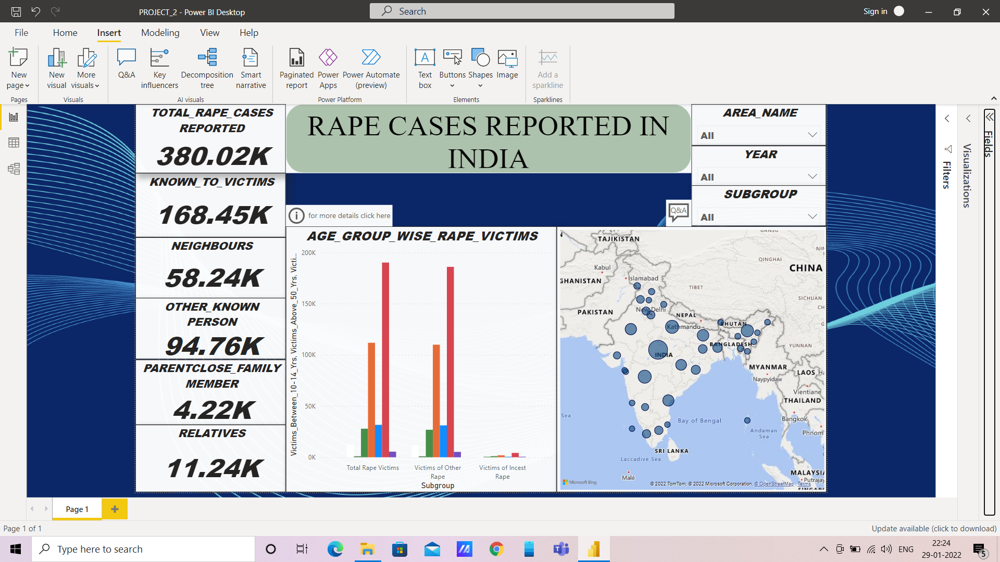 PROJECT_2 - Power BI Desktop
Search
Sign in
File
Home
Insert
Modeling
View
Help
New page
New visual
More visuals
Q&A
Key influencers
Decomposition tree
Smart narrative
Paginated report
Power Apps
Power Automate (preview)
Text box
Buttons
Shapes
Image
Add a sparkline
Pages
Visuals
AI visuals
Power Platform
Elements
Sparklines
TOTAL_RAPE_CASES
REPORTED
380.02K
RAPE CASES REPORTED IN
INDIA
AREA_NAME
All
YEAR
All
SUBGROUP
All
KNOWN_TO_VICTIMS
168.45K
NEIGHBOURS
58.24K
OTHER_KNOWN
PERSON
94.76K
PARENTCLOSE_FAMILY
MEMBER
4.22K
RELATIVES
11.24K
for more details click here
Q&A
AGE_GROUP_WISE_RAPE_VICTIMS
Victims_Between_10-14_Yrs, Victims_Above_50_Yrs, Victi...
200K
150K
100K
50K
0K
Total Rape Victims
Victims of Other
Rape
Victims of Incest
Rape
Subgroup
GANSU
TAJIKISTAN
QINGHAI
CHINA
Kabul
Islamabad
GHANISTAN
TIBET
SICHUAN
PAKISTAN
New Delhi
NEPAL
Kathmandu
BHUTAN
BANGLADESH
YUNNAN
INDIA
MYANMAR
Naypyidaw
LAOS
Vientiane
THAILAND
Bangkok
Sea
Bay of Bengal
Andaman
Sea
Phnom
SRI LANKA
Laccadive Sea
Malé
MALAYSIA
Putrajay
Microsoft Bing
© 2022 TomTom, © 2022 Microsoft Corporation, © OpenStreetMap Terms
Filters
Visualizations
Fields
Page 1
Page 1 of 1
Update available (click to download)
Type here to search
ENG
22:24
29-01-2022
5